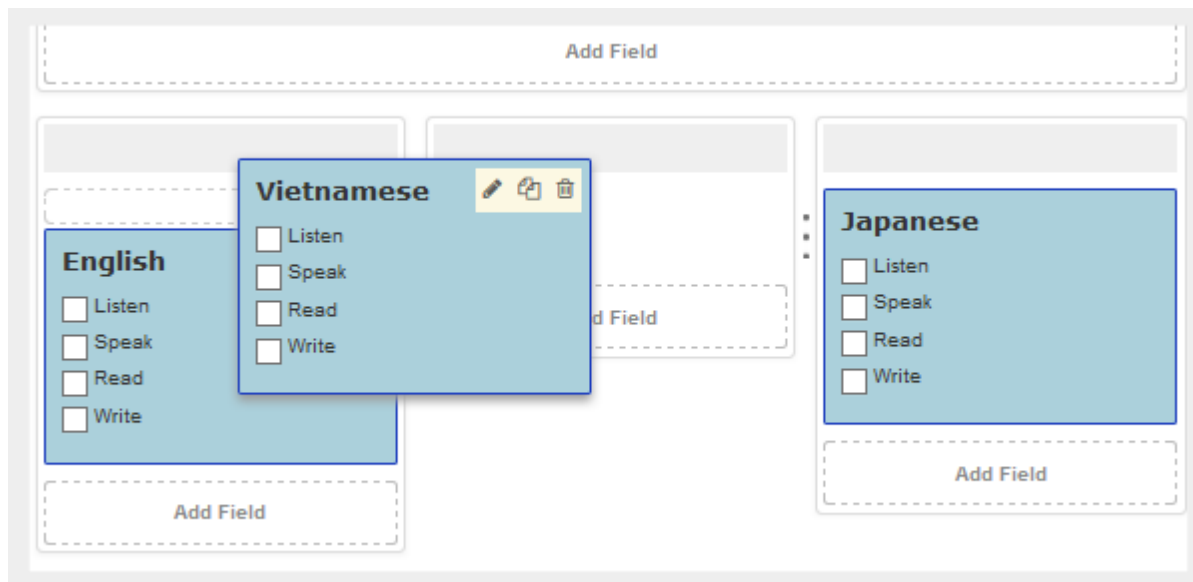 Add Field
Vietnamese
Listen
Speak
Read
Write
English
Listen
Speak
Read
Write
Add Field
d Field
Japanese
Listen
Speak
Read
Write
Add Field